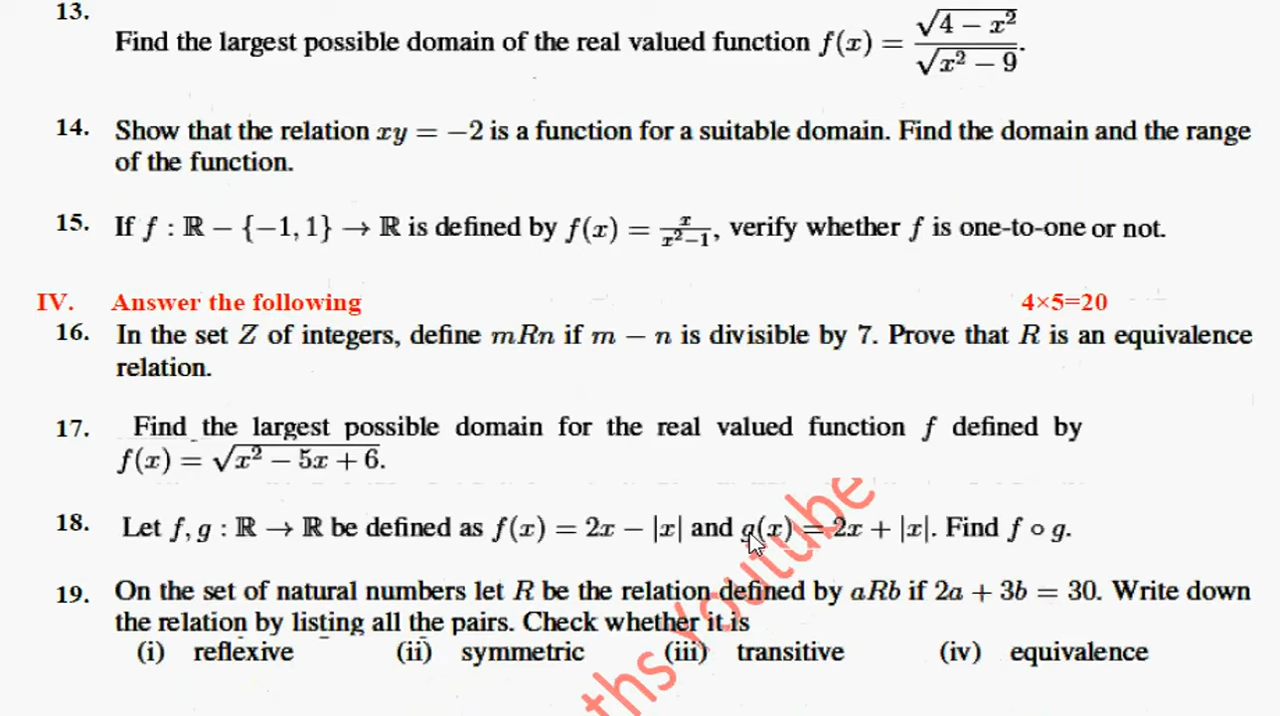 13.
Find the largest possible domain of the real valued function f(x) = √(4 − x²) / √(x² − 9).
14. Show that the relation xy = −2 is a function for a suitable domain. Find the domain and the range
of the function.
15. If f : ℝ − {−1, 1} → ℝ is defined by f(x) = x/(x²−1), verify whether f is one-to-one or not.
IV. Answer the following 4×5=20
16. In the set Z of integers, define mRn if m − n is divisible by 7. Prove that R is an equivalence
relation.
17. Find the largest possible domain for the real valued function f defined by
f(x) = √(x² − 5x + 6).
18. Let f, g : ℝ → ℝ be defined as f(x) = 2x − |x| and g(x) = 2x + |x|. Find f ∘ g.
19. On the set of natural numbers let R be the relation defined by aRb if 2a + 3b = 30. Write down
the relation by listing all the pairs. Check whether it is
(i) reflexive (ii) symmetric (iii) transitive (iv) equivalence
ths Youtube